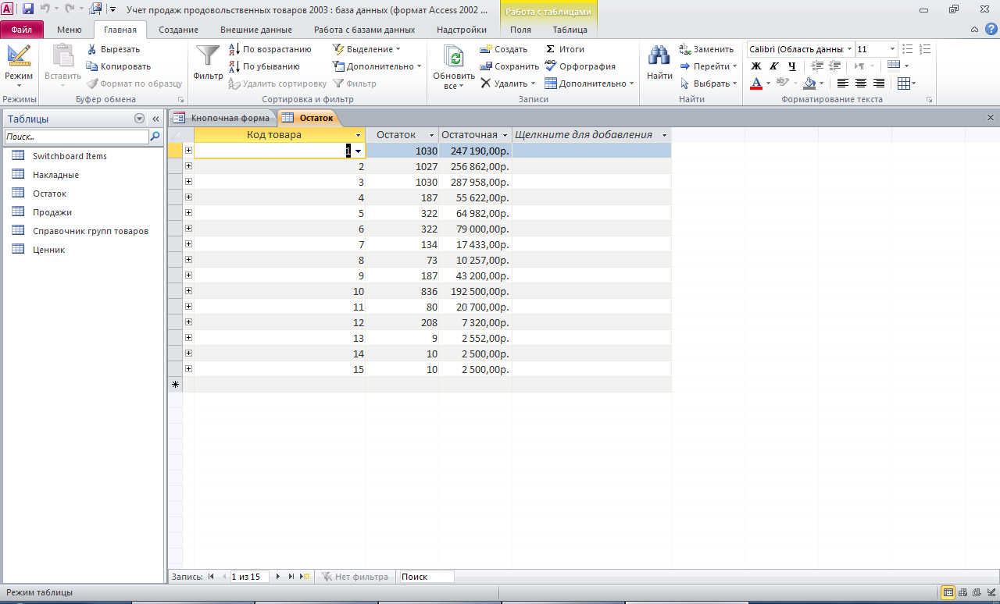 Учет продаж продовольственных товаров 2003 : база данных (формат Access 2002 ...
Работа с таблицами
Файл Меню Главная Создание Внешние данные Работа с базами данных Надстройки Поля Таблица
Режим
Режимы
Вставить
Вырезать
Копировать
Формат по образцу
Буфер обмена
Фильтр
По возрастанию
По убыванию
Удалить сортировку
Выделение
Дополнительно
Фильтр
Сортировка и фильтр
Обновить
все
Создать
Сохранить
Удалить
Итоги
Орфография
Дополнительно
Записи
Найти
Заменить
Перейти
Выбрать
Найти
Calibri (Область данны: 11
Ж К Ч
Форматирование текста
Таблицы
Поиск...
Switchboard Items
Накладные
Остаток
Продажи
Справочник групп товаров
Ценник
Кнопочная форма Остаток
Код товара Остаток Остаточная Щелкните для добавления
1 1030 247 190,00р.
2 1027 256 862,00р.
3 1030 287 958,00р.
4 187 55 622,00р.
5 322 64 982,00р.
6 322 79 000,00р.
7 134 17 433,00р.
8 73 10 257,00р.
9 187 43 200,00р.
10 836 192 500,00р.
11 80 20 700,00р.
12 208 7 320,00р.
13 9 2 552,00р.
14 10 2 500,00р.
15 10 2 500,00р.
Запись: 1 из 15 Нет фильтра Поиск
Режим таблицы